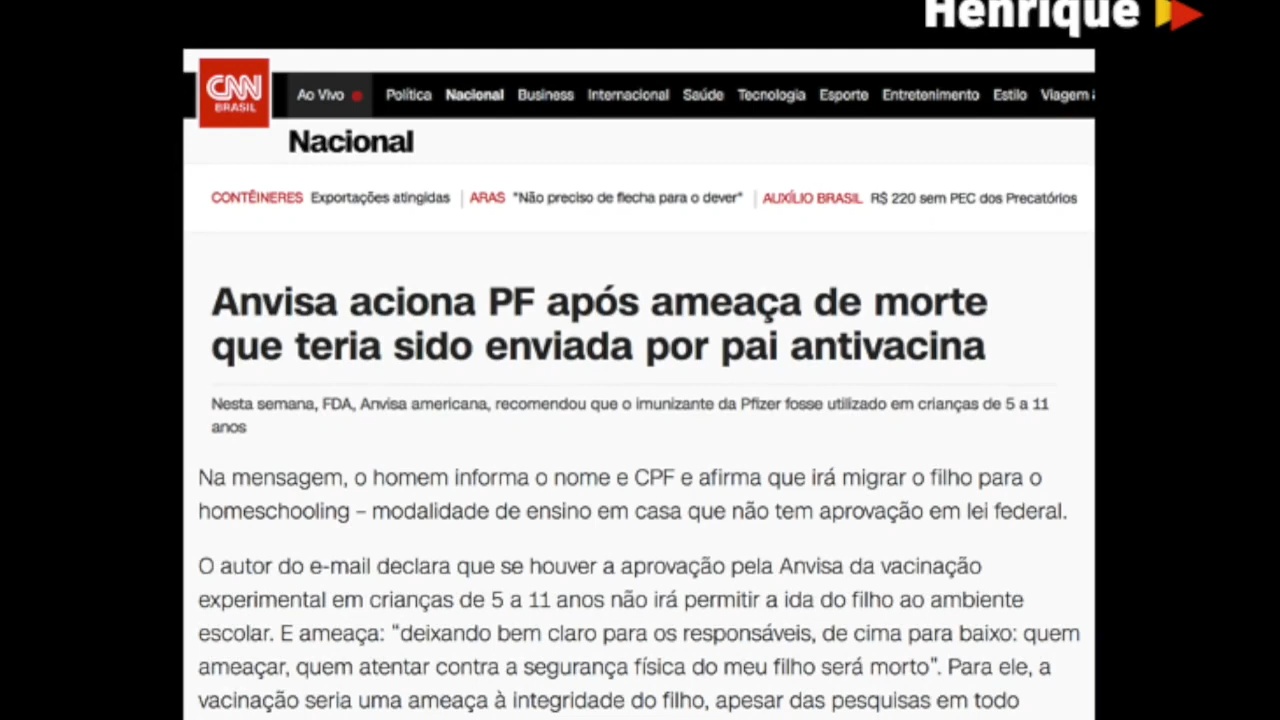 Henrique
CNN
BRASIL
Ao Vivo Política Nacional Business Internacional Saúde Tecnologia Esporte Entretenimento Estilo Viagem
Nacional
CONTÊINERES Exportações atingidas ARAS "Não preciso de flecha para o dever" AUXÍLIO BRASIL R$ 220 sem PEC dos Precatórios
Anvisa aciona PF após ameaça de morte
que teria sido enviada por pai antivacina
Nesta semana, FDA, Anvisa americana, recomendou que o imunizante da Pfizer fosse utilizado em crianças de 5 a 11
anos
Na mensagem, o homem informa o nome e CPF e afirma que irá migrar o filho para o
homeschooling – modalidade de ensino em casa que não tem aprovação em lei federal.
O autor do e-mail declara que se houver a aprovação pela Anvisa da vacinação
experimental em crianças de 5 a 11 anos não irá permitir a ida do filho ao ambiente
escolar. E ameaça: “deixando bem claro para os responsáveis, de cima para baixo: quem
ameaçar, quem atentar contra a segurança física do meu filho será morto”. Para ele, a
vacinação seria uma ameaça à integridade do filho, apesar das pesquisas em todo